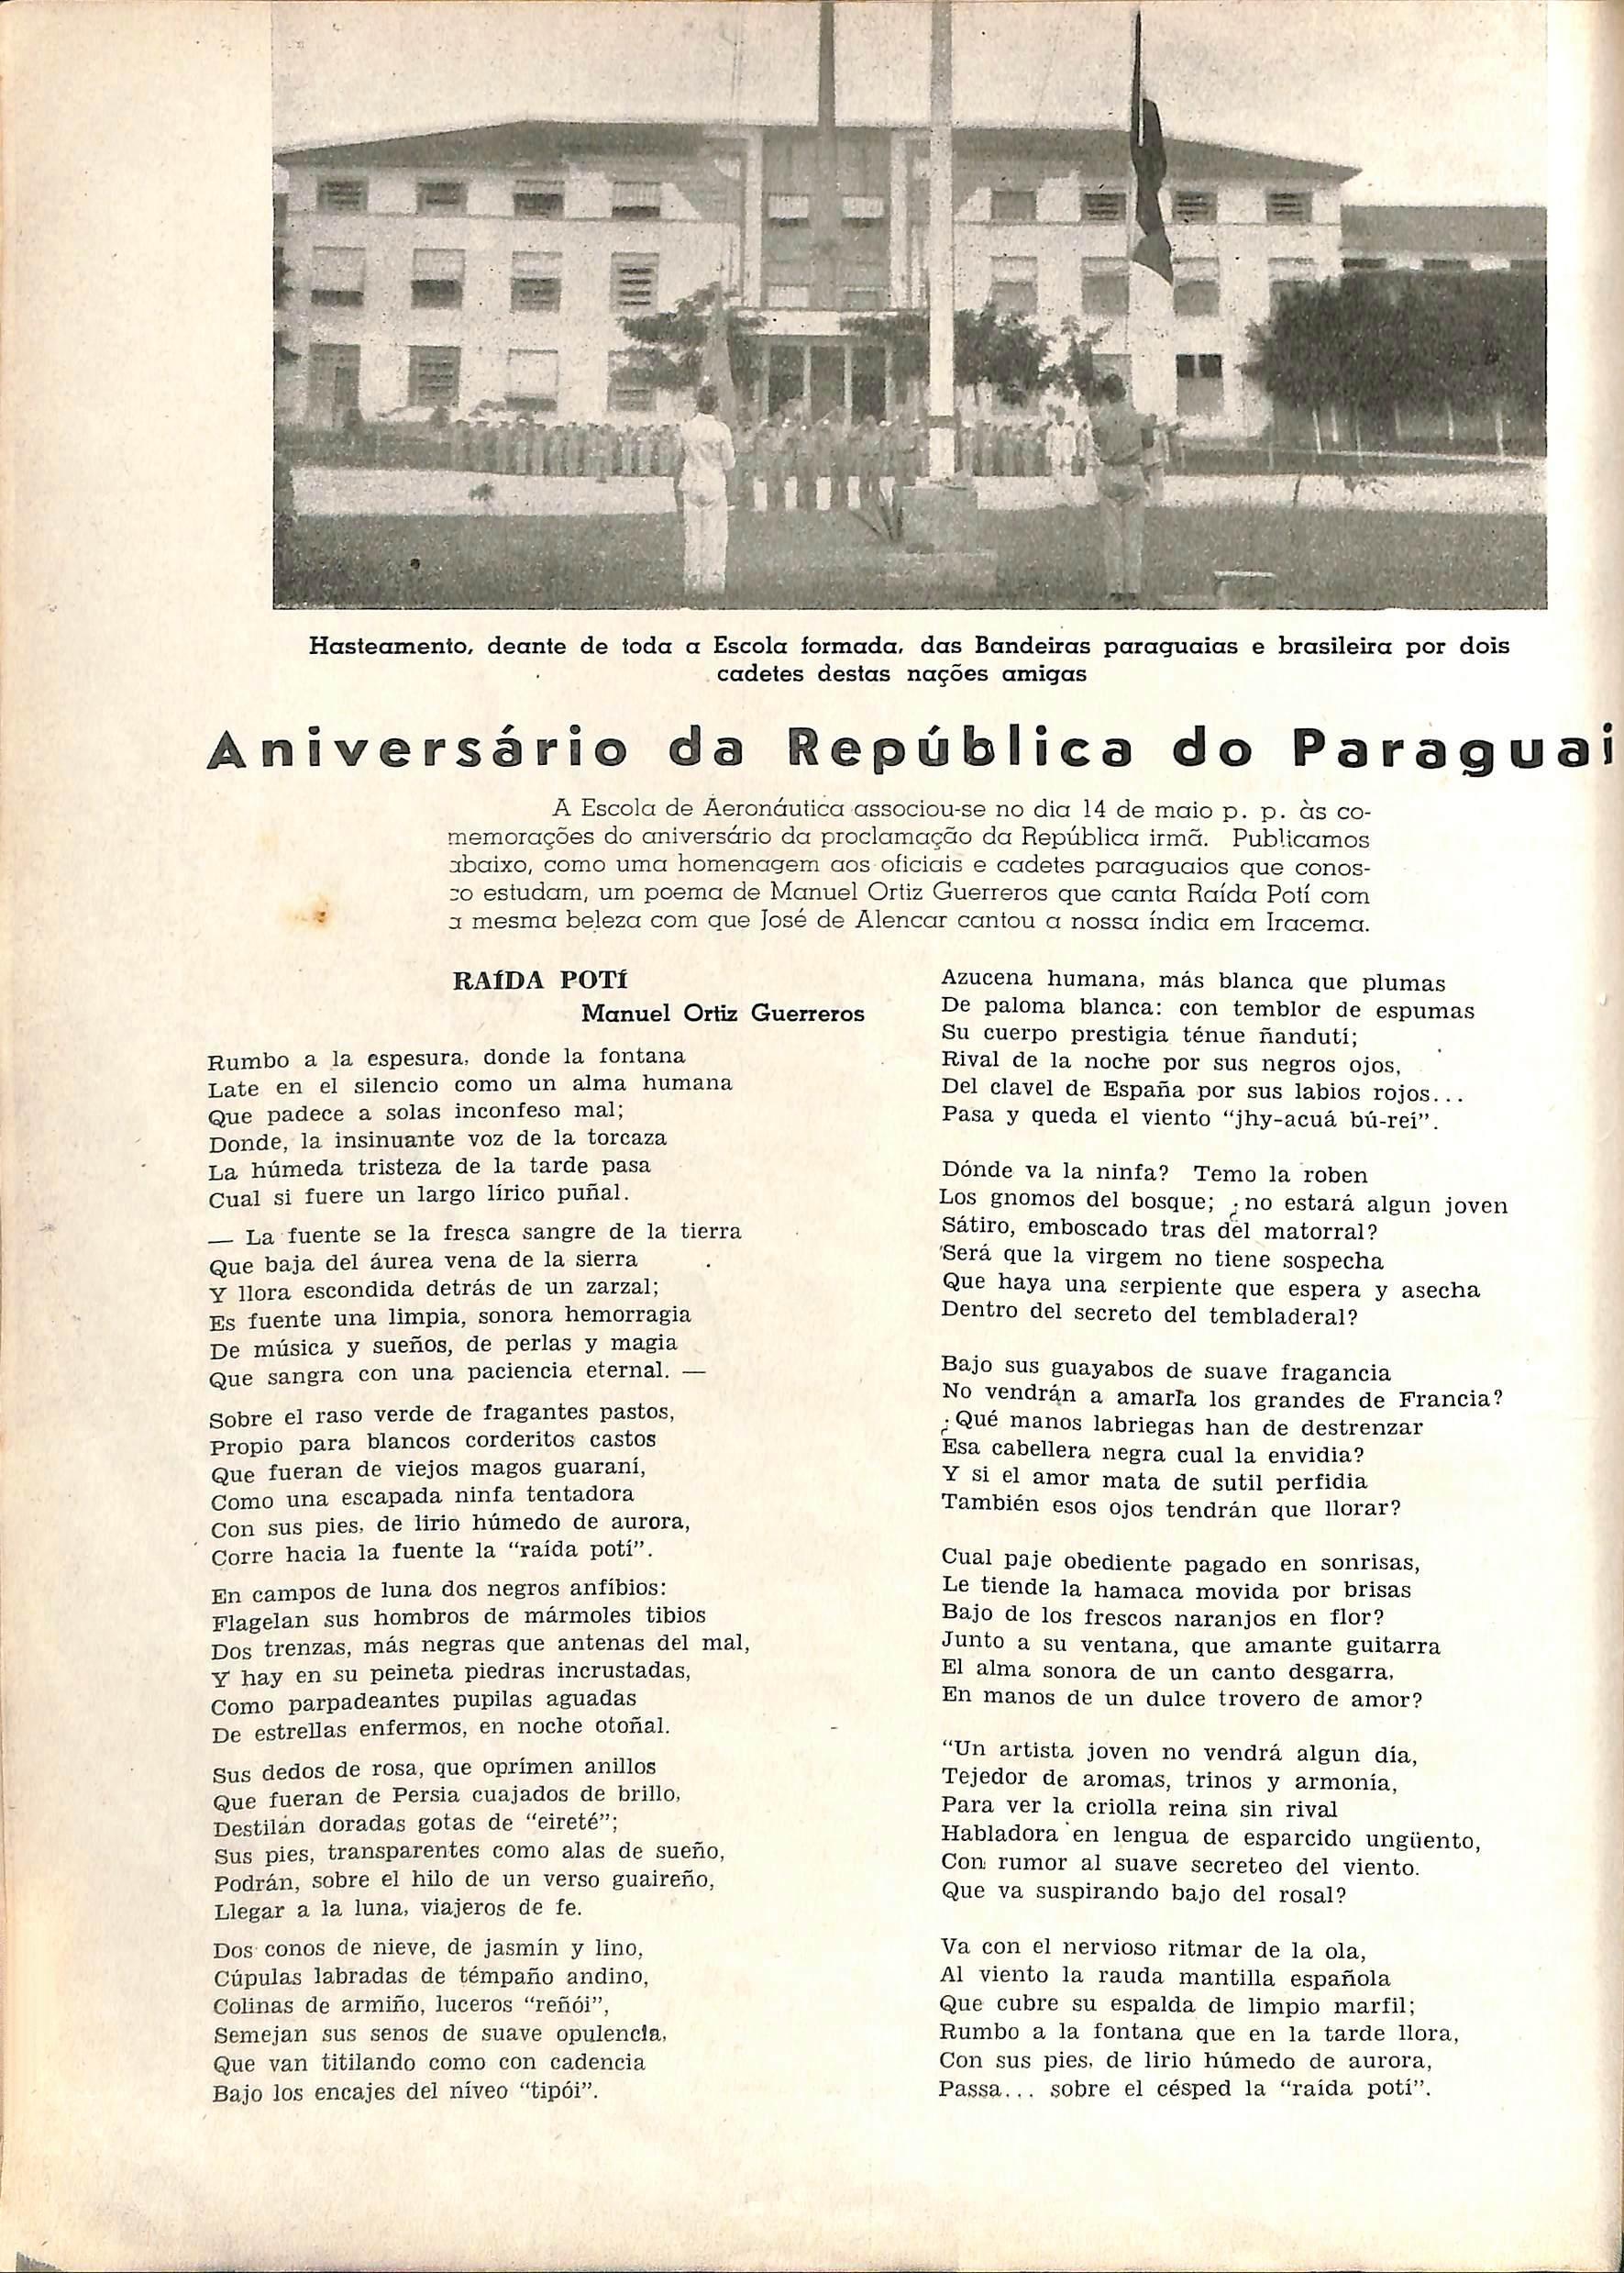 Hasteamento, deante de toda a Escola formada, das Bandeiras paraguaias e brasileira por dois
cadetes destas nações amigas
Aniversário da República do Paraguai
A Escola de Aeronáutica associou-se no dia 14 de maio p. p. às co-
memorações do aniversário da proclamação da República irmã. Publicamos
abaixo, como uma homenagem aos oficiais e cadetes paraguaios que conos-
co estudam, um poema de Manuel Ortiz Guerreros que canta Raída Potí com
a mesma beleza com que José de Alencar cantou a nossa índia em Iracema.
RAÍDA POTÍ
Manuel Ortiz Guerreros
Rumbo a la espesura, donde la fontana
Late en el silencio como un alma humana
Que padece a solas inconfeso mal;
Donde, la insinuante voz de la torcaza
La húmeda tristeza de la tarde pasa
Cual si fuere un largo lírico puñal.
— La fuente se la fresca sangre de la tierra
Que baja del áurea vena de la sierra
Y llora escondida detrás de un zarzal;
Es fuente una limpia, sonora hemorragia
De música y sueños, de perlas y magia
Que sangra con una paciencia eternal. —
Sobre el raso verde de fragantes pastos,
Propio para blancos corderitos castos
Que fueran de viejos magos guaraní,
Como una escapada ninfa tentadora
Con sus pies, de lirio húmedo de aurora,
Corre hacia la fuente la “raída potí”.
En campos de luna dos negros anfíbios:
Flagelan sus hombros de mármoles tibios
Dos trenzas, más negras que antenas del mal,
Y hay en su peineta piedras incrustadas,
Como parpadeantes pupilas aguadas
De estrellas enfermos, en noche otoñal.
Sus dedos de rosa, que oprímen anillos
Que fueran de Persia cuajados de brillo,
Destilán doradas gotas de “eireté”;
Sus pies, transparentes como alas de sueño,
Podrán, sobre el hilo de un verso guaireño,
Llegar a la luna, viajeros de fe.
Dos conos de nieve, de jasmín y lino,
Cúpulas labradas de témpaño andino,
Colinas de armiño, luceros “reñói”,
Semejan sus senos de suave opulencia,
Que van titilando como con cadencia
Bajo los encajes del níveo “tipói”.
Azucena humana, más blanca que plumas
De paloma blanca: con temblor de espumas
Su cuerpo prestigia ténue ñandutí;
Rival de la noche por sus negros ojos,
Del clavel de España por sus labios rojos...
Pasa y queda el viento “jhy-acuá bú-reí”.
Dónde va la ninfa? Temo la roben
Los gnomos del bosque; ¿no estará algun joven
Sátiro, emboscado tras del matorral?
Será que la virgem no tiene sospecha
Que haya una serpiente que espera y asecha
Dentro del secreto del tembladeral?
Bajo sus guayabos de suave fragancia
No vendrán a amarla los grandes de Francia?
¿Qué manos labriegas han de destrenzar
Esa cabellera negra cual la envidia?
Y si el amor mata de sutil perfidia
También esos ojos tendrán que llorar?
Cual paje obediente pagado en sonrisas,
Le tiende la hamaca movida por brisas
Bajo de los frescos naranjos en flor?
Junto a su ventana, que amante guitarra
El alma sonora de un canto desgarra,
En manos de un dulce trovero de amor?
“Un artista joven no vendrá algun día,
Tejedor de aromas, trinos y armonía,
Para ver la criolla reina sin rival
Habladora en lengua de esparcido ungüento,
Con rumor al suave secreteo del viento.
Que va suspirando bajo del rosal?
Va con el nervioso ritmar de la ola,
Al viento la rauda mantilla española
Que cubre su espalda de limpio marfil;
Rumbo a la fontana que en la tarde llora,
Con sus pies, de lirio húmedo de aurora,
Passa... sobre el césped la “raída potí”.